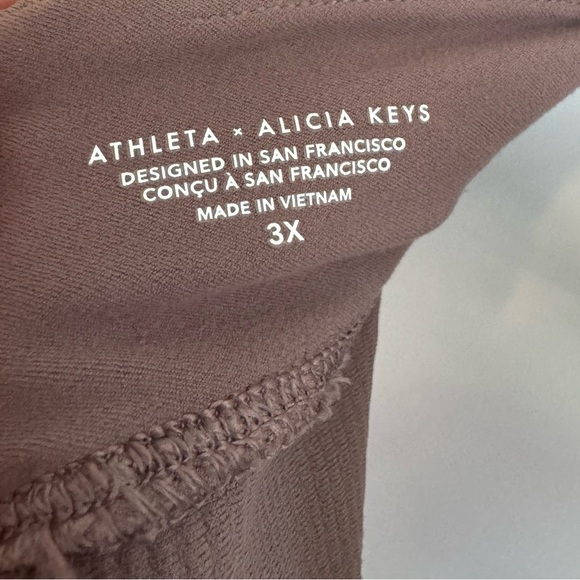 ATHLETA × ALICIA KEYS
DESIGNED IN SAN FRANCISCO
CONÇU À SAN FRANCISCO
MADE IN VIETNAM
3X